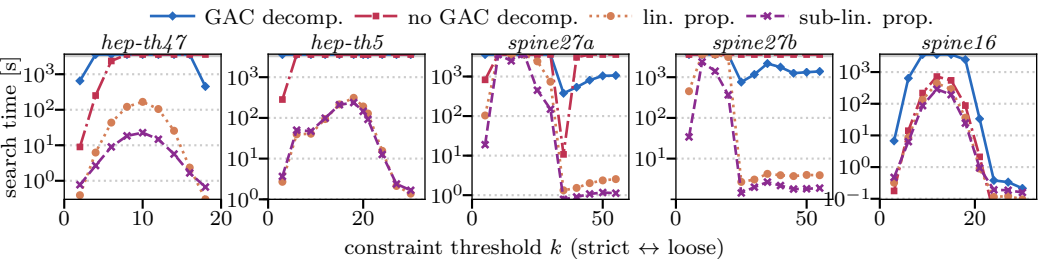 GAC decomp. no GAC decomp. lin. prop. sub-lin. prop.
hep-th47 hep-th5 spine27a spine27b spine16
search time [s]
10³ 10² 10¹ 10⁰
10³ 10² 10¹
10³ 10² 10¹ 10⁰
10³ 10² 10¹
10³ 10² 10¹ 10⁰ 10⁻¹
0 10 20 0 20 0 50 0 50 0 20
constraint threshold k (strict ↔ loose)